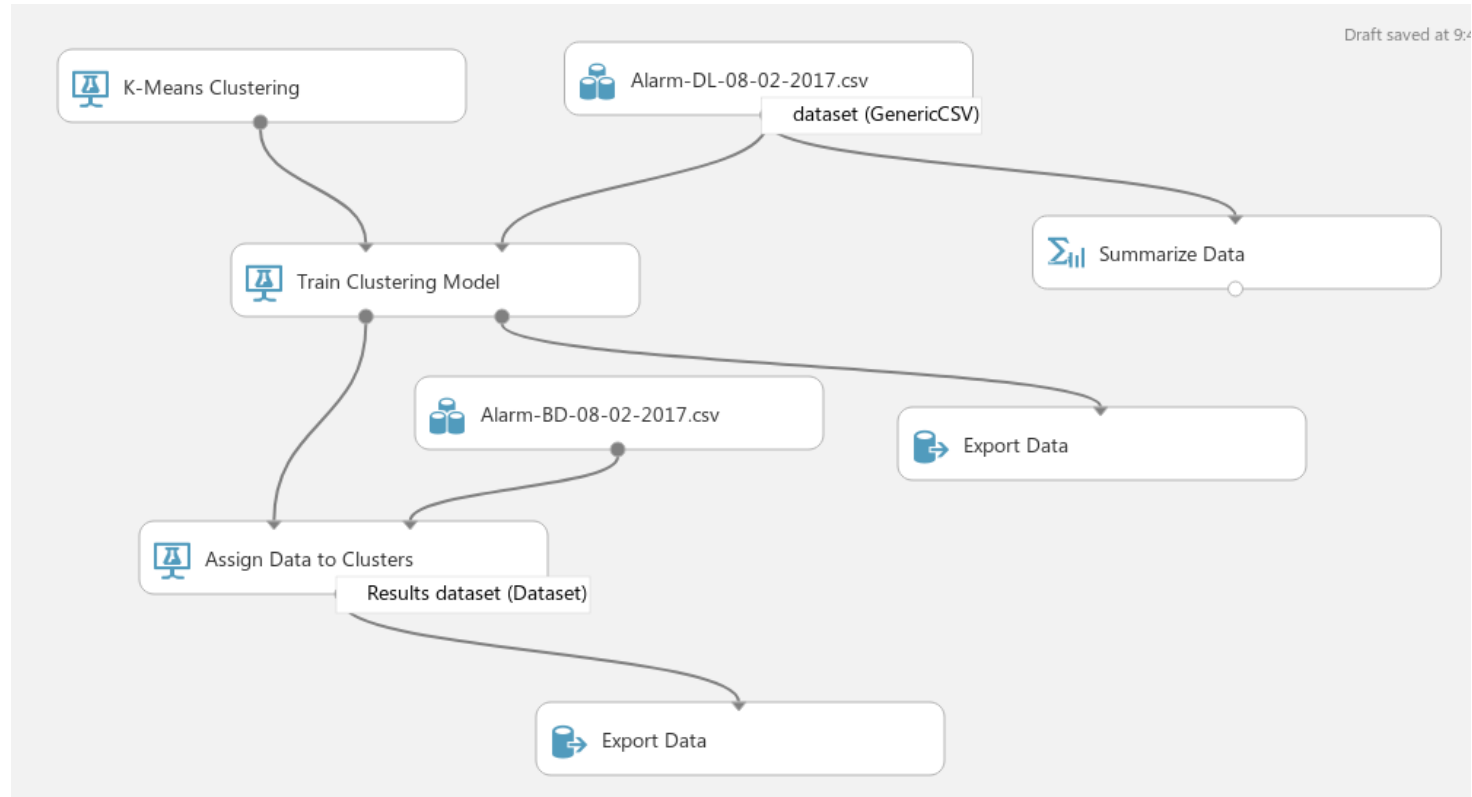 Draft saved at 9:4
K-Means Clustering
Alarm-DL-08-02-2017.csv
dataset (GenericCSV)
Summarize Data
Train Clustering Model
Alarm-BD-08-02-2017.csv
Export Data
Assign Data to Clusters
Results dataset (Dataset)
Export Data